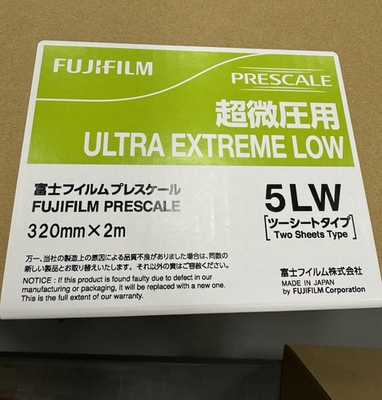 FUJIFILM
PRESCALE
超微圧用
ULTRA EXTREME LOW
富士フイルムプレスケール
FUJIFILM PRESCALE
320mm×2m
5LW
[ツーシートタイプ]
Two Sheets Type
万一、当社の製造上の原因による品質不良がありました場合は、同数の
新しい製品とお取り替えいたします。それ以外の責はご容赦ください。
NOTICE : If this product is found faulty due to defect in our
manufacturing or packaging, it will be replaced with a new one.
This is the full extent of our warranty.
富士フイルム株式会社
MADE IN JAPAN
by FUJIFILM Corporation